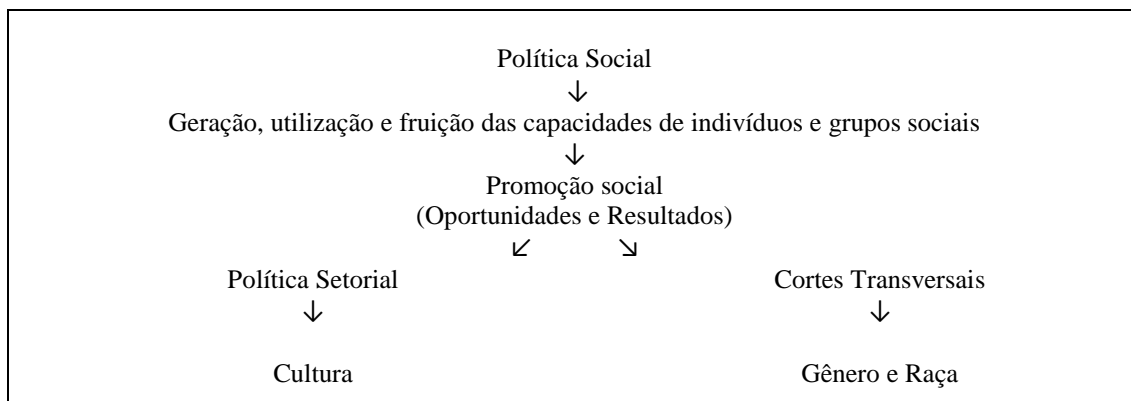 Política Social
↓
Geração, utilização e fruição das capacidades de indivíduos e grupos sociais
↓
Promoção social
(Oportunidades e Resultados)
↙ ↘
Política Setorial Cortes Transversais
↓ ↓
Cultura Gênero e Raça